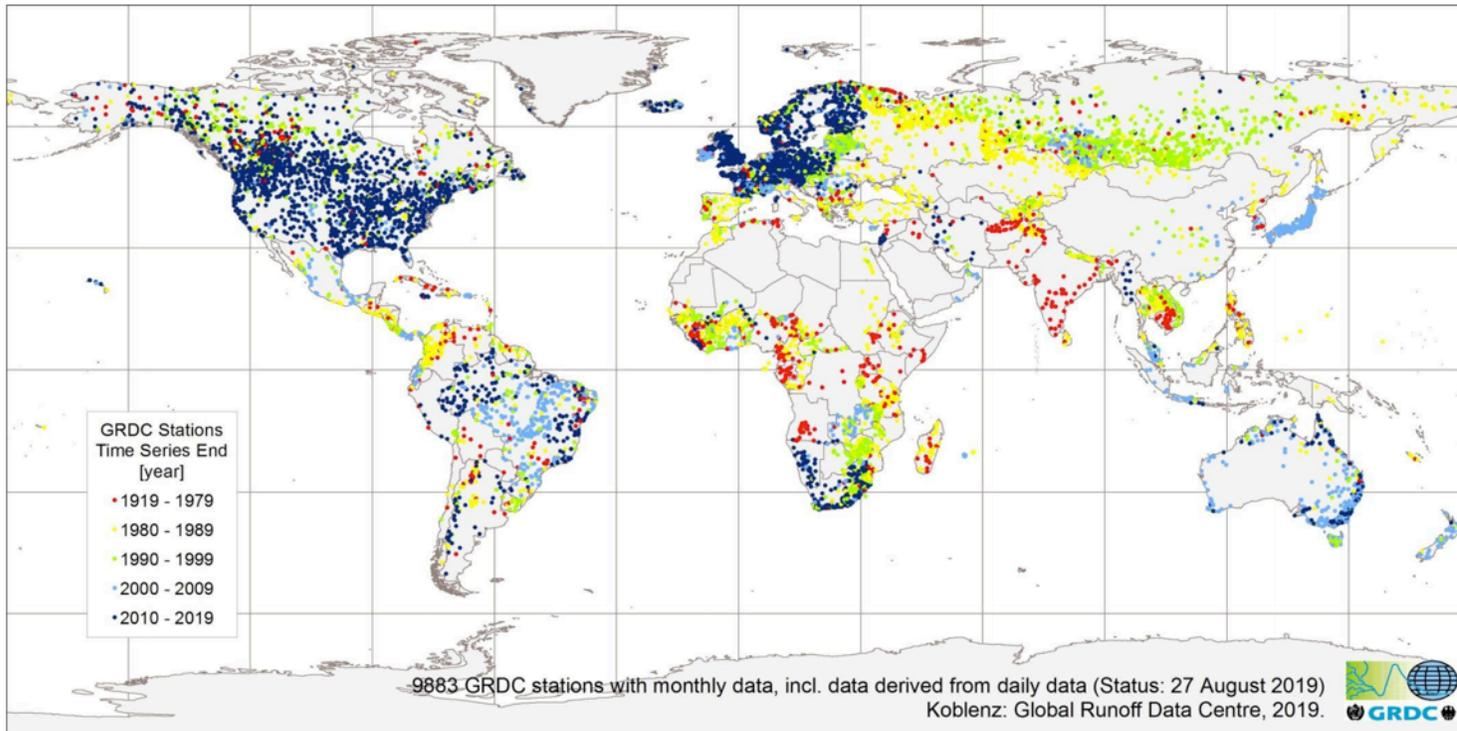 GRDC Stations
Time Series End
[year]
1919 - 1979
1980 - 1989
1990 - 1999
2000 - 2009
2010 - 2019
9883 GRDC stations with monthly data, incl. data derived from daily data (Status: 27 August 2019)
Koblenz: Global Runoff Data Centre, 2019.
GRDC